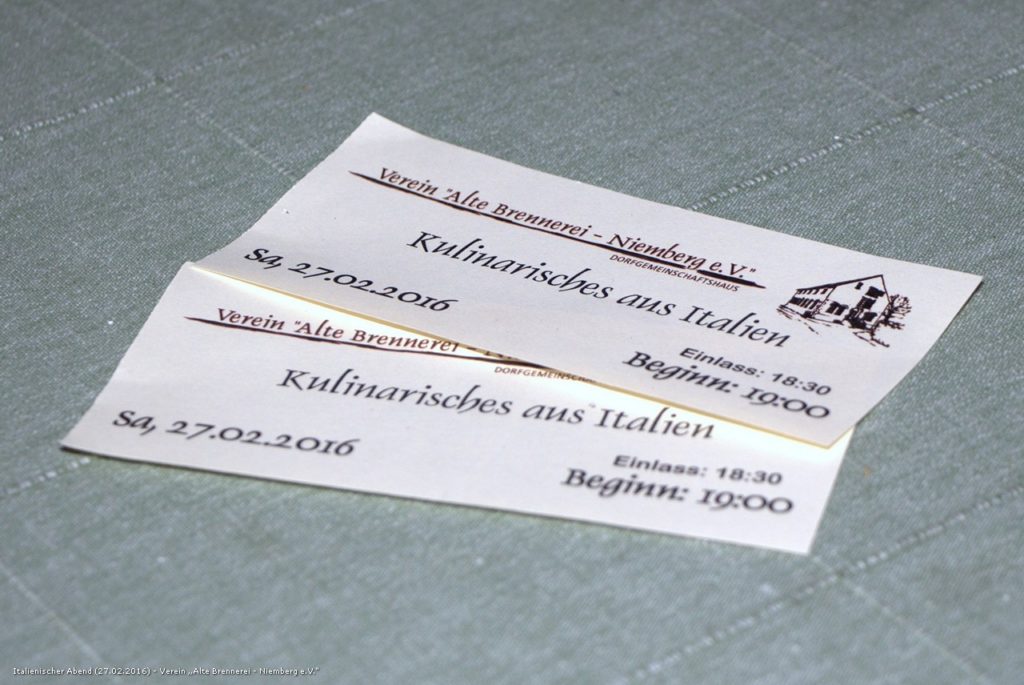 Verein "Alte Brennerei - Niemberg e.V."
DORFGEMEINSCHAFTSHAUS
Kulinarisches aus Italien
Sa, 27.02.2016
Einlass: 18:30
Beginn: 19:00
Verein "Alte Brennerei -
DORFGEMEINSC
Kulinarisches aus Italien
Sa, 27.02.2016
Einlass: 18:30
Beginn: 19:00
Italienischer Abend (27.02.2016) - Verein „Alte Brennerei - Niemberg e.V."